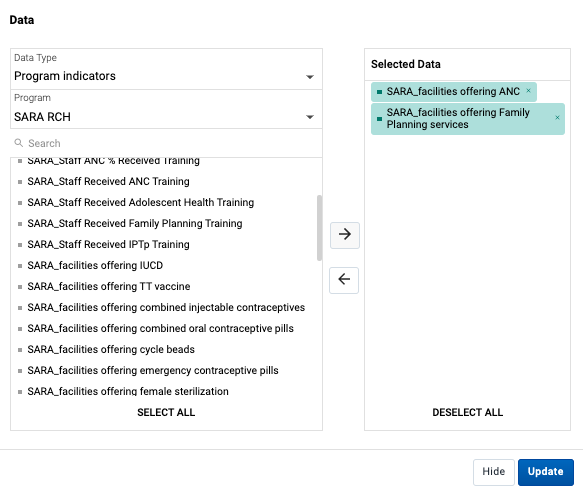 Data
Data Type
Program indicators
Program
SARA RCH
Search
SARA_Staff ANC % Received Training
SARA_Staff Received ANC Training
SARA_Staff Received Adolescent Health Training
SARA_Staff Received Family Planning Training
SARA_Staff Received IPTp Training
SARA_facilities offering IUCD
SARA_facilities offering TT vaccine
SARA_facilities offering combined injectable contraceptives
SARA_facilities offering combined oral contraceptive pills
SARA_facilities offering cycle beads
SARA_facilities offering emergency contraceptive pills
SARA_facilities offering female sterilization
SELECT ALL
Selected Data
SARA_facilities offering ANC ×
SARA_facilities offering Family
Planning services ×
DESELECT ALL
Hide
Update